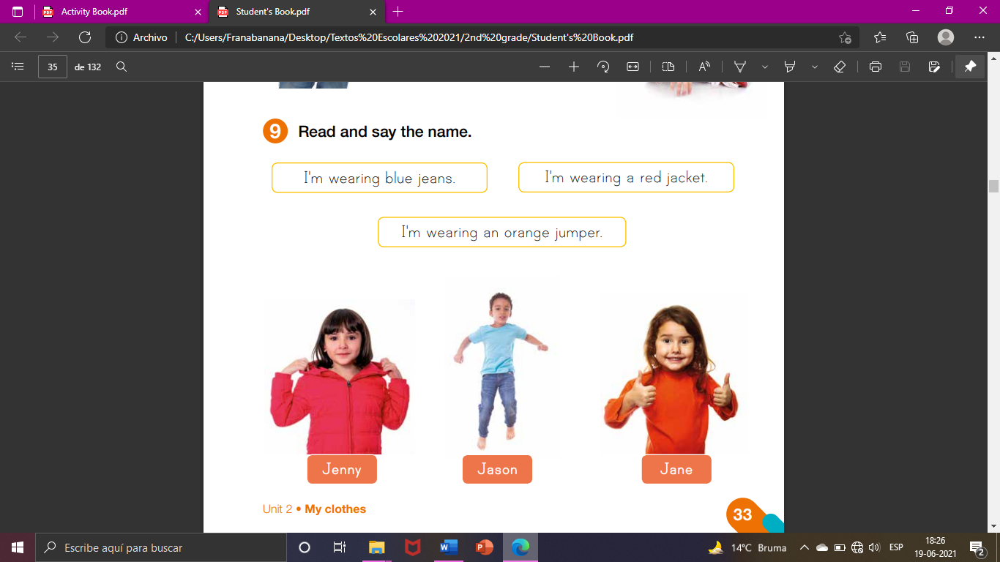 Activity Book.pdf
Student's Book.pdf
Archivo
C:/Users/Franabanana/Desktop/Textos%20Escolares%202021/2nd%20grade/Student's%20Book.pdf
35 de 132
9 Read and say the name.
I'm wearing blue jeans.
I'm wearing a red jacket.
I'm wearing an orange jumper.
Jenny
Jason
Jane
Unit 2 • My clothes
33
Escribe aquí para buscar
14°C Bruma
ESP
18:26
19-06-2021
2